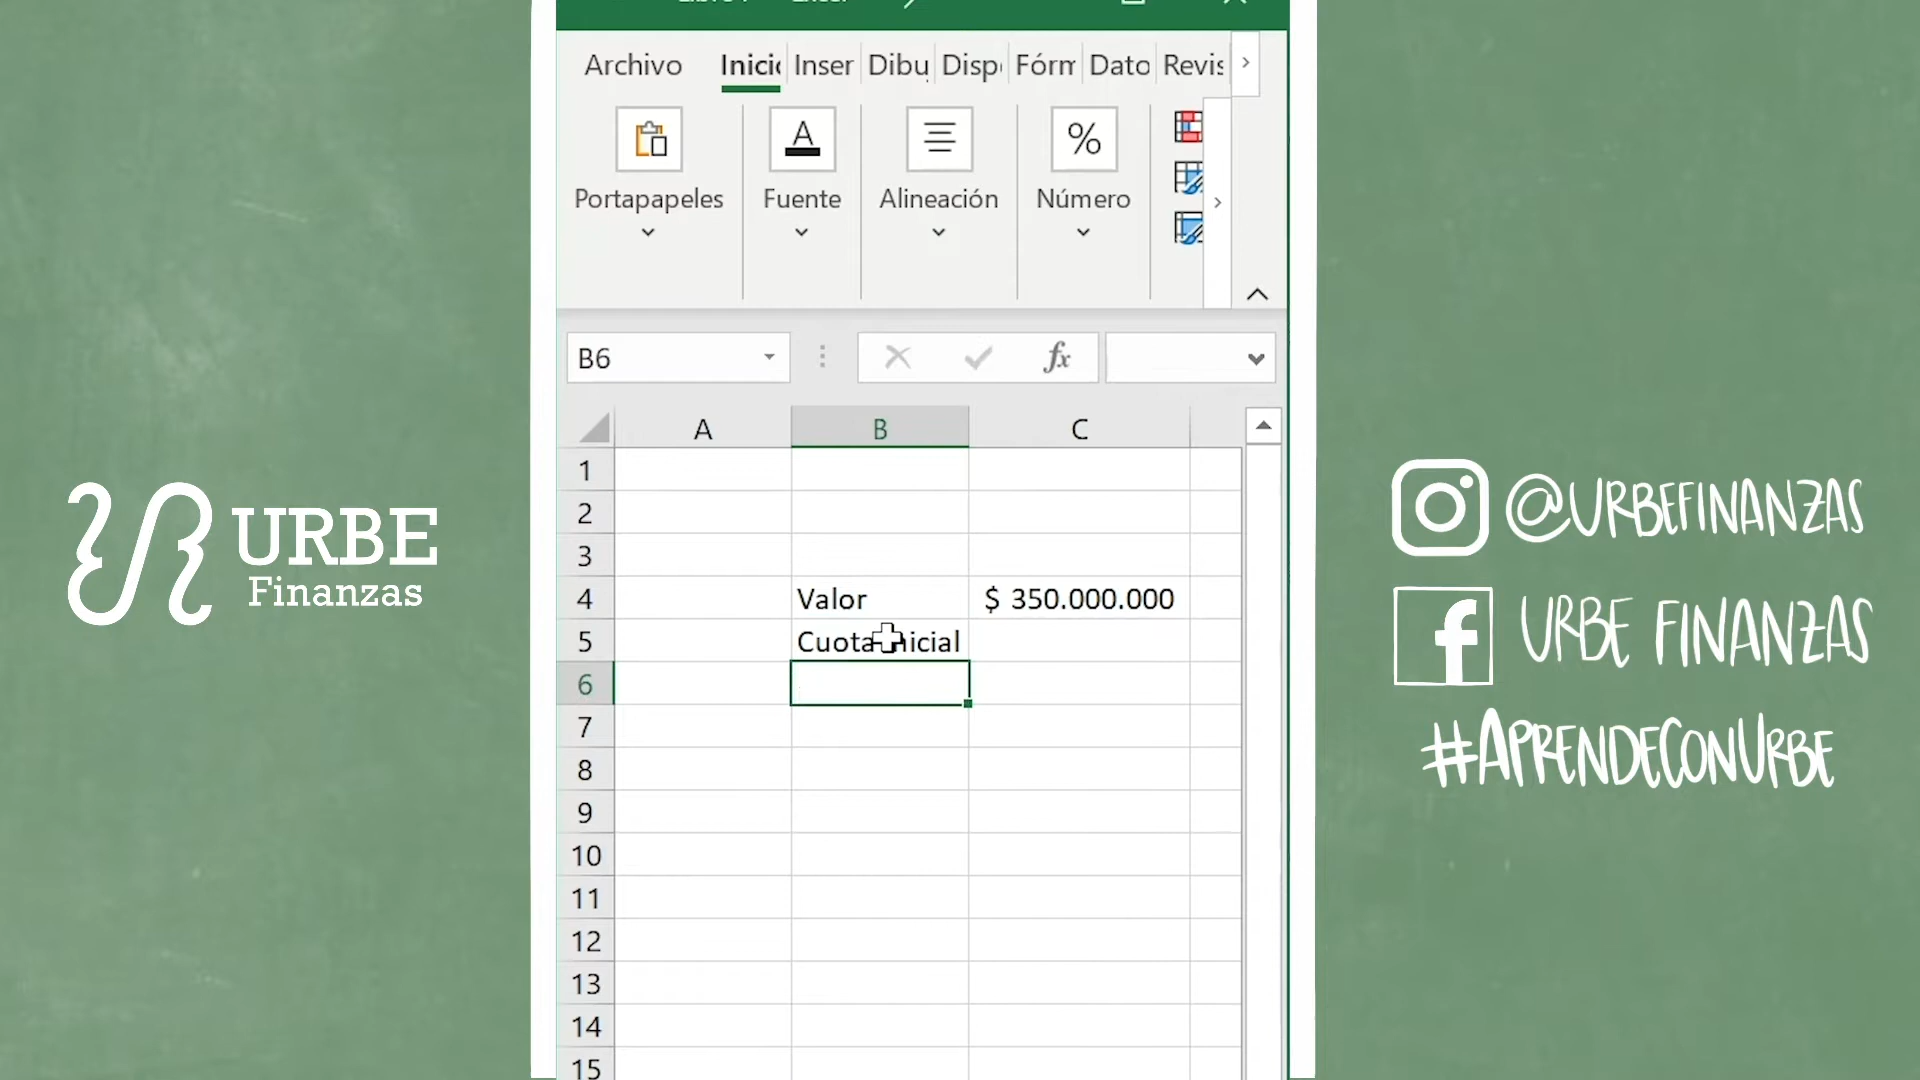 Archivo Inicio Inser Dibu Disp Fórm Dato Revis
Portapapeles Fuente Alineación Número
B6
fx
A B C
1
2
3
4 Valor $ 350.000.000
5 Cuota inicial
6
7
8
9
10
11
12
13
14
15
URBE
Finanzas
@URBEFINANZAS
URBE FINANZAS
#APRENDECONURBE